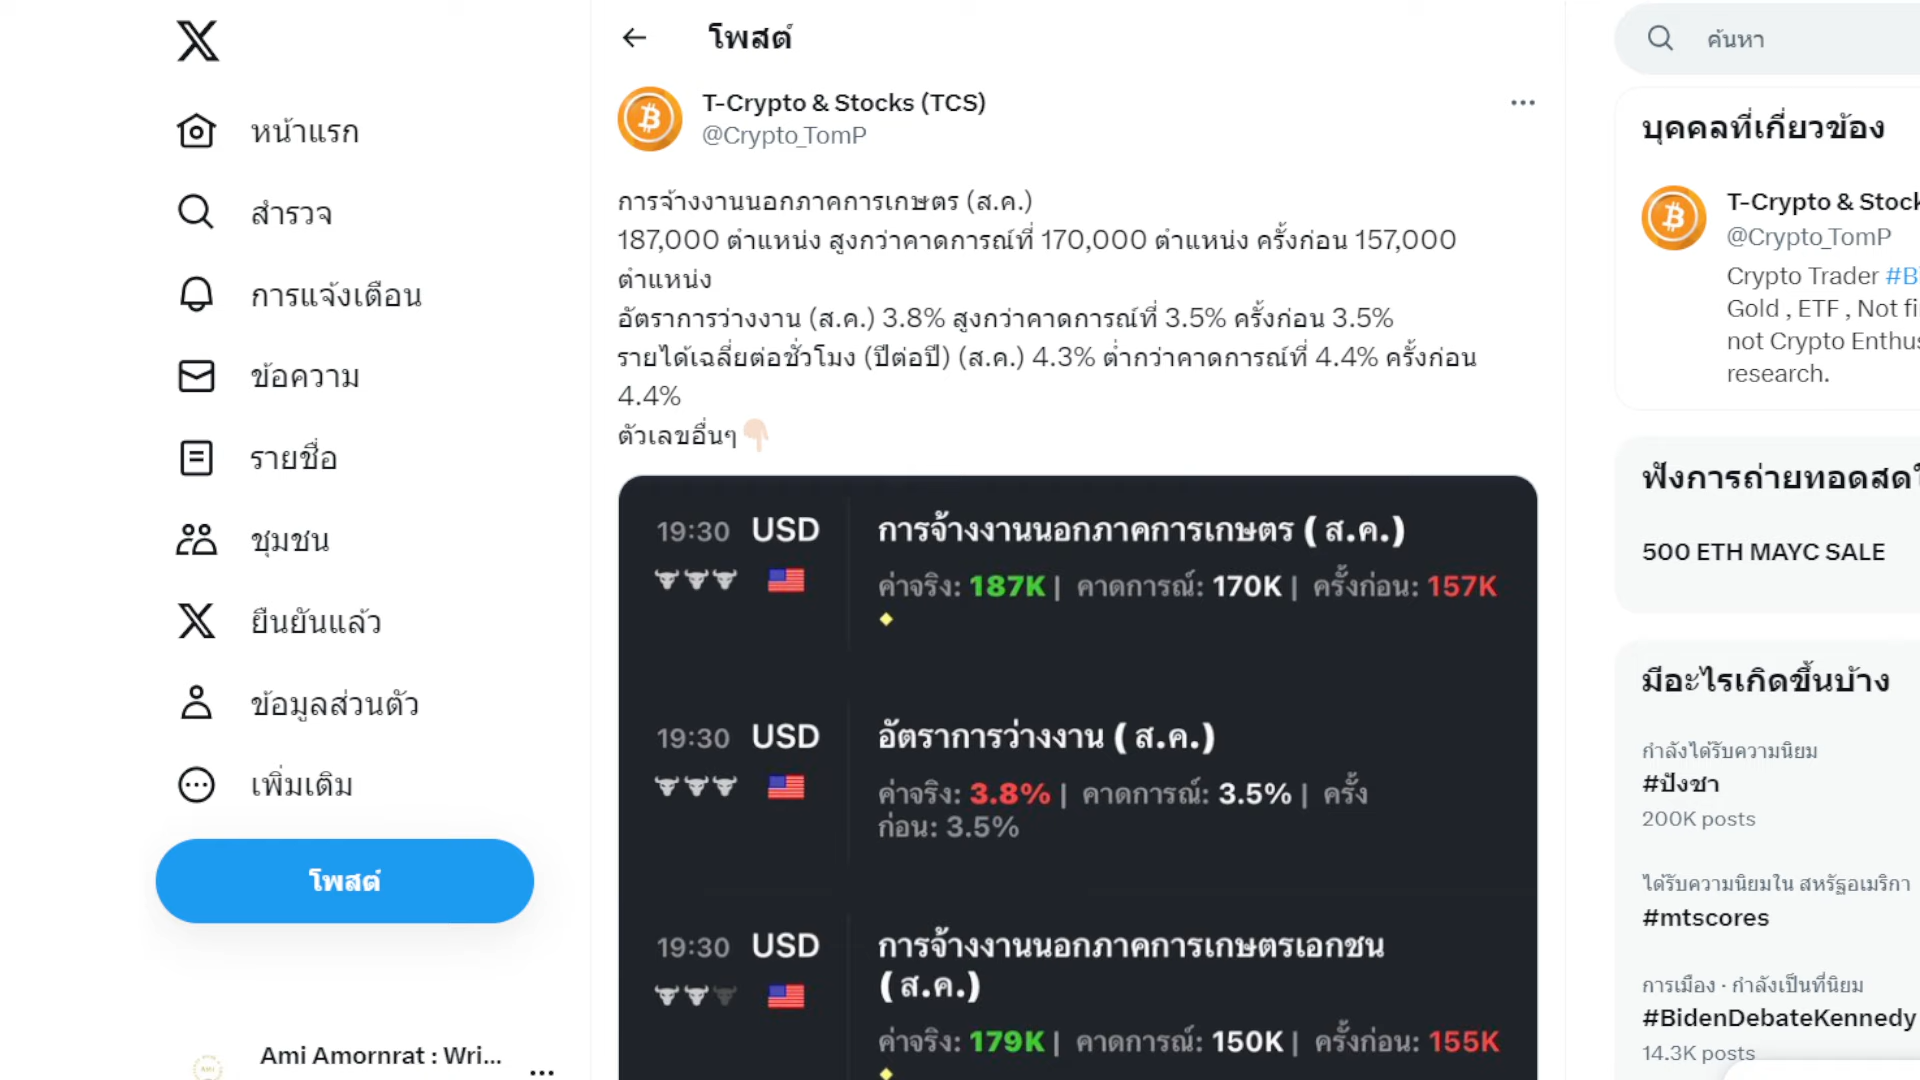 หน้าแรก
สำรวจ
การแจ้งเตือน
ข้อความ
รายชื่อ
ชุมชน
ยืนยันแล้ว
ข้อมูลส่วนตัว
เพิ่มเติม
โพสต์
Ami Amornrat : Wri...
โพสต์
T-Crypto & Stocks (TCS)
@Crypto_TomP
การจ้างงานนอกภาคการเกษตร (ส.ค.)
187,000 ตำแหน่ง สูงกว่าคาดการณ์ที่ 170,000 ตำแหน่ง ครั้งก่อน 157,000
ตำแหน่ง
อัตราการว่างงาน (ส.ค.) 3.8% สูงกว่าคาดการณ์ที่ 3.5% ครั้งก่อน 3.5%
รายได้เฉลี่ยต่อชั่วโมง (ปีต่อปี) (ส.ค.) 4.3% ต่ำกว่าคาดการณ์ที่ 4.4% ครั้งก่อน
4.4%
ตัวเลขอื่นๆ👇🏻
19:30 USD การจ้างงานนอกภาคการเกษตร ( ส.ค.)
ค่าจริง: 187K | คาดการณ์: 170K | ครั้งก่อน: 157K
19:30 USD อัตราการว่างงาน ( ส.ค.)
ค่าจริง: 3.8% | คาดการณ์: 3.5% | ครั้ง
ก่อน: 3.5%
19:30 USD การจ้างงานนอกภาคการเกษตรเอกชน
( ส.ค.)
ค่าจริง: 179K | คาดการณ์: 150K | ครั้งก่อน: 155K
ค้นหา
บุคคลที่เกี่ยวข้อง
T-Crypto & Stock
@Crypto_TomP
Crypto Trader #Bi
Gold , ETF , Not fi
not Crypto Enthus
research.
ฟังการถ่ายทอดสดใ
500 ETH MAYC SALE
มีอะไรเกิดขึ้นบ้าง
กำลังได้รับความนิยม
#ปังชา
200K posts
ได้รับความนิยมใน สหรัฐอเมริกา
#mtscores
การเมือง · กำลังเป็นที่นิยม
#BidenDebateKennedy
14.3K posts